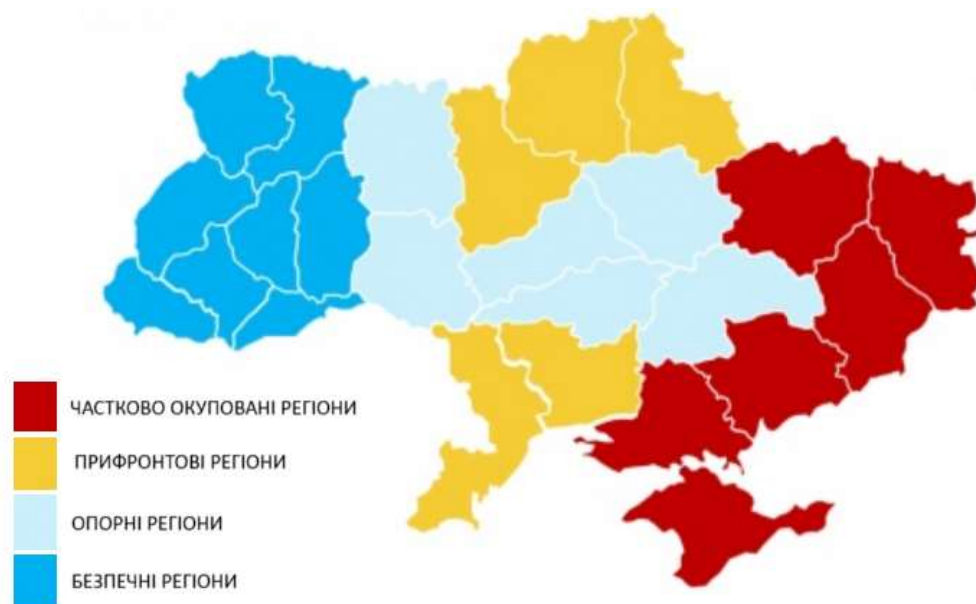 ЧАСТКОВО ОКУПОВАНІ РЕГІОНИ
ПРИФРОНТОВІ РЕГІОНИ
ОПОРНІ РЕГІОНИ
БЕЗПЕЧНІ РЕГІОНИ